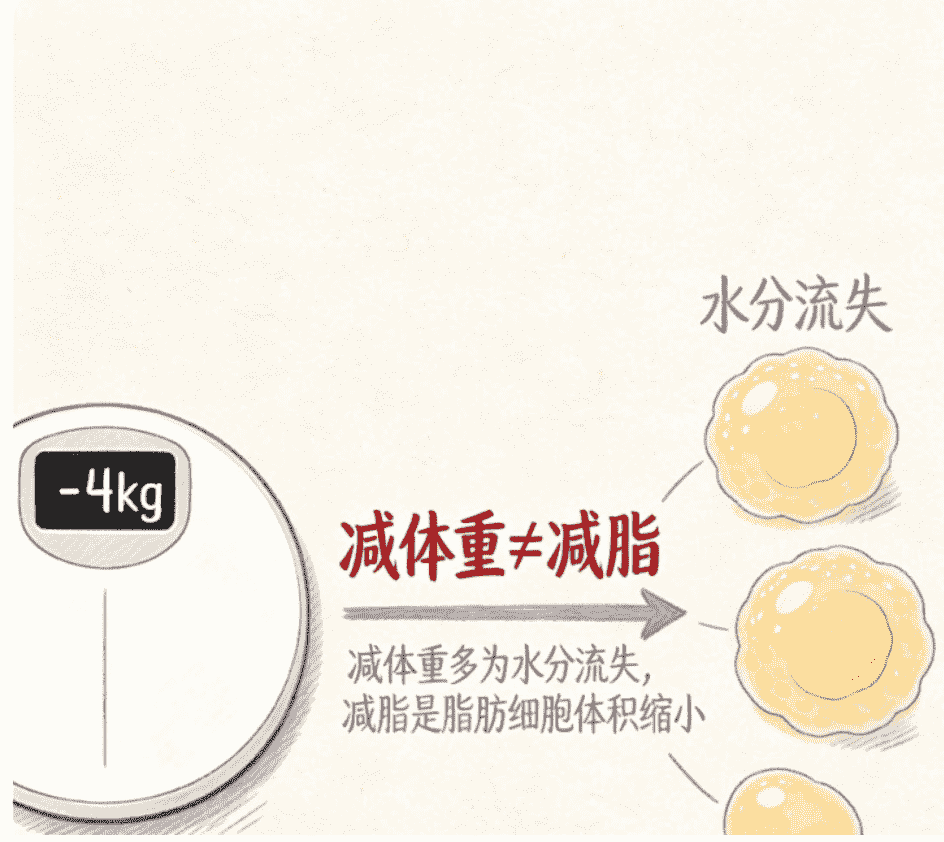 水分流失
-4kg
减体重≠减脂
减体重多为水分流失，
减脂是脂肪细胞体积缩小